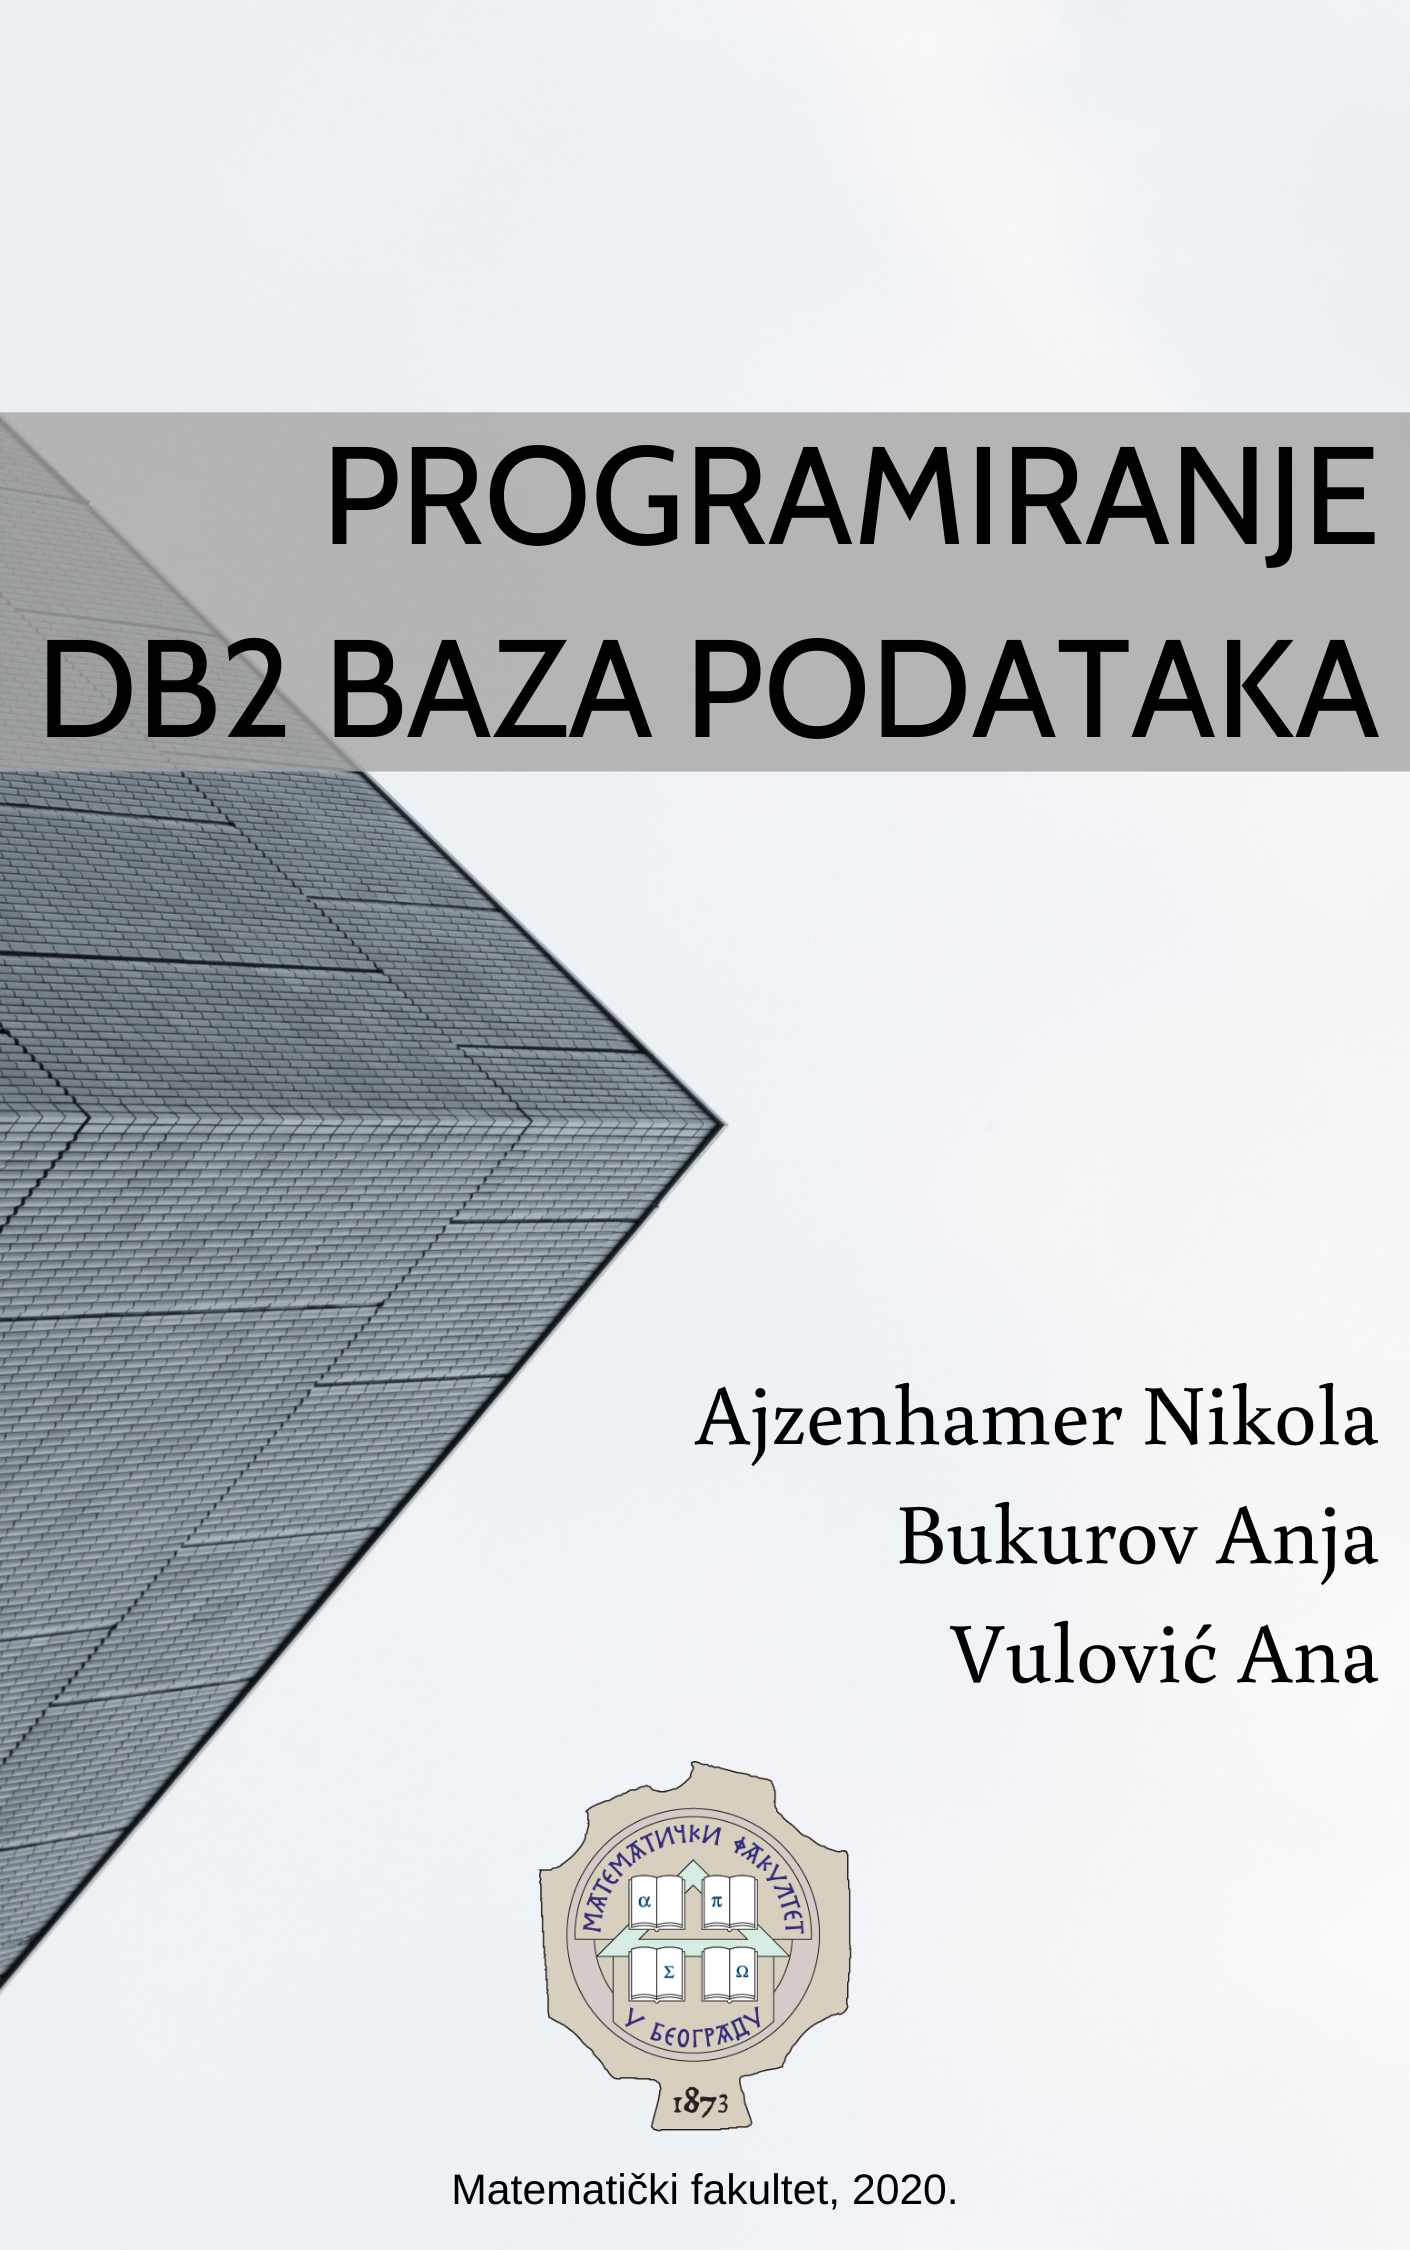 PROGRAMIRANJE
DB2 BAZA PODATAKA
Ajzenhamer Nikola
Bukurov Anja
Vulović Ana
МАТЕМАТИЧКИ ФАКУЛТЕТ
α π
Σ Ω
У БЕОГРАДУ
1873
Matematički fakultet, 2020.